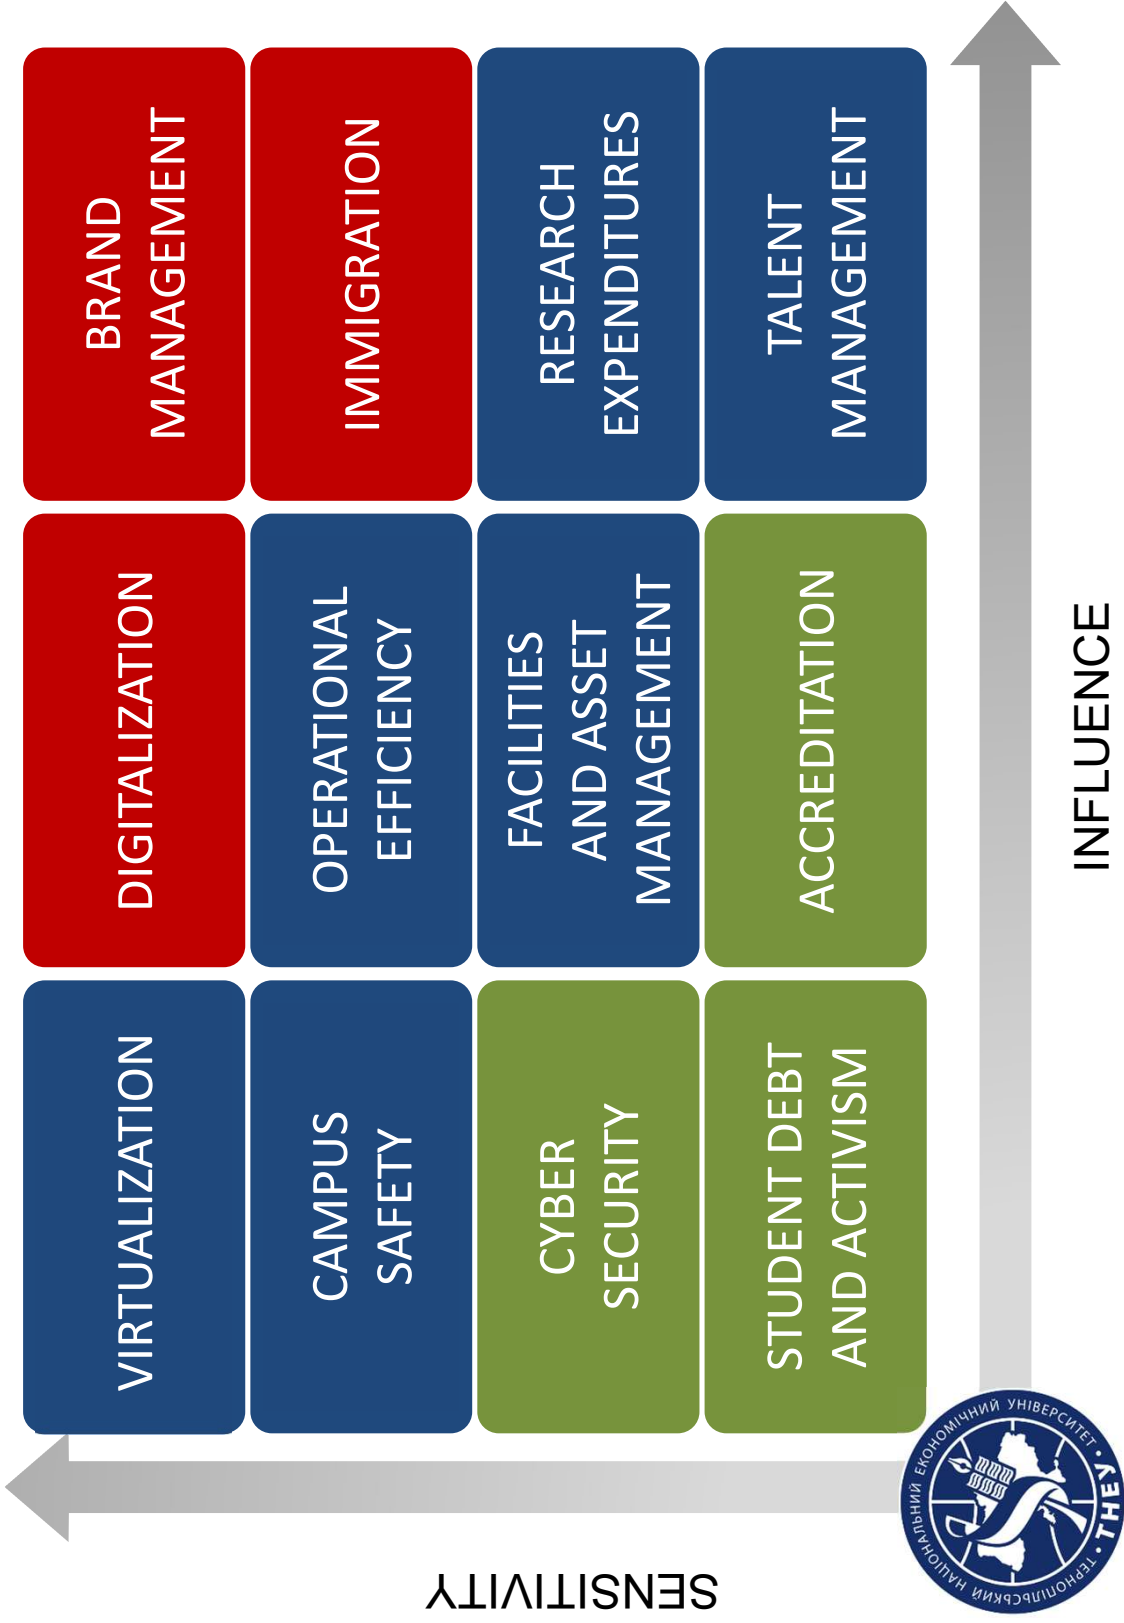 SENSITIVITY
VIRTUALIZATION
DIGITALIZATION
BRAND
MANAGEMENT
CAMPUS
SAFETY
OPERATIONAL
EFFICIENCY
IMMIGRATION
CYBER
SECURITY
FACILITIES
AND ASSET
MANAGEMENT
RESEARCH
EXPENDITURES
STUDENT DEBT
AND ACTIVISM
ACCREDITATION
TALENT
MANAGEMENT
INFLUENCE
ТЕРНОПІЛЬСЬКИЙ НАЦІОНАЛЬНИЙ ЕКОНОМІЧНИЙ УНІВЕРСИТЕТ
• ТНЕУ •